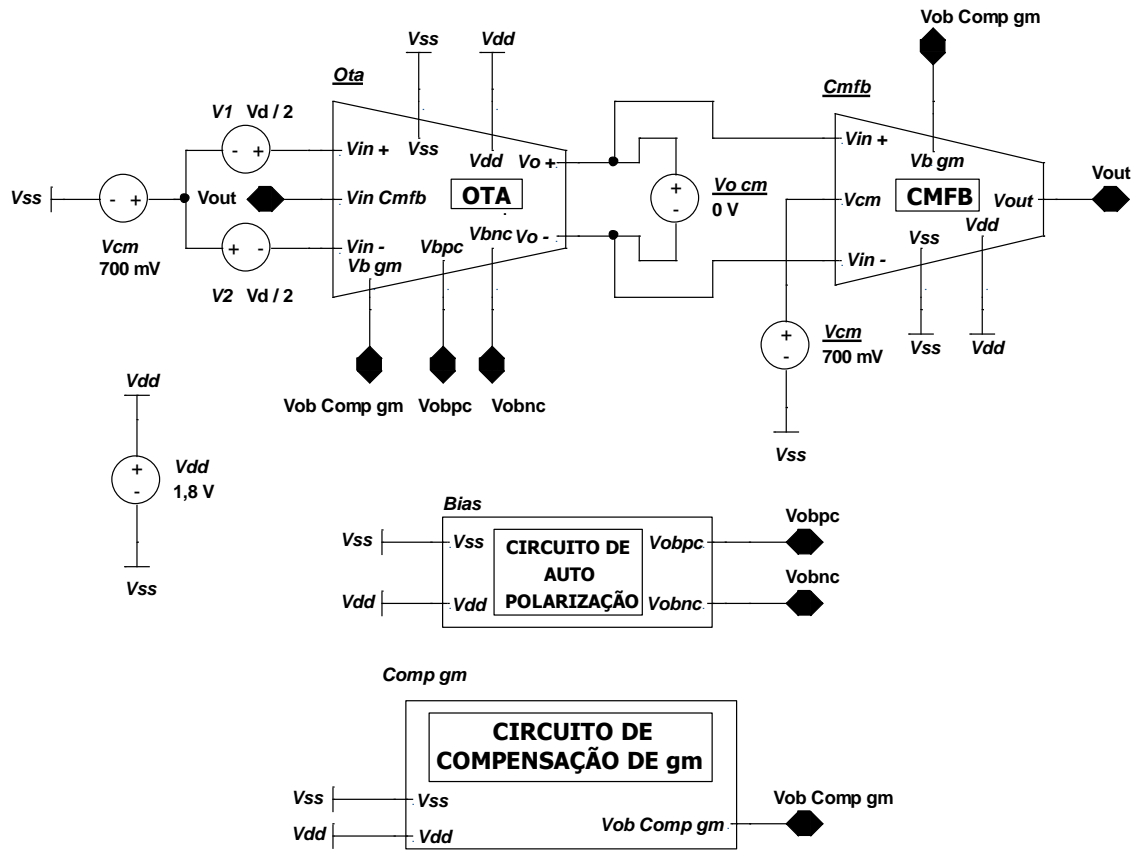 Vob Comp gm
Vss
Vdd
Ota
Cmfb
V1 Vd / 2
- +
Vin +
Vss
Vdd
Vo +
Vin +
Vb gm
Vss
- +
Vout
Vin Cmfb
OTA
+
-
Vo cm
0 V
Vcm
CMFB
Vout
Vout
Vcm
700 mV
+ -
Vin -
Vb gm
Vbpc
Vbnc
Vo -
Vss
Vdd
Vin -
V2 Vd / 2
+
-
Vcm
700 mV
Vss
Vdd
Vob Comp gm
Vobpc
Vobnc
Vss
Vdd
+
-
Vdd
1,8 V
Vss
Bias
Vss
Vss
CIRCUITO DE
AUTO
POLARIZAÇÃO
Vobpc
Vobpc
Vdd
Vdd
Vobnc
Vobnc
Comp gm
CIRCUITO DE
COMPENSAÇÃO DE gm
Vss
Vss
Vdd
Vdd
Vob Comp gm
Vob Comp gm